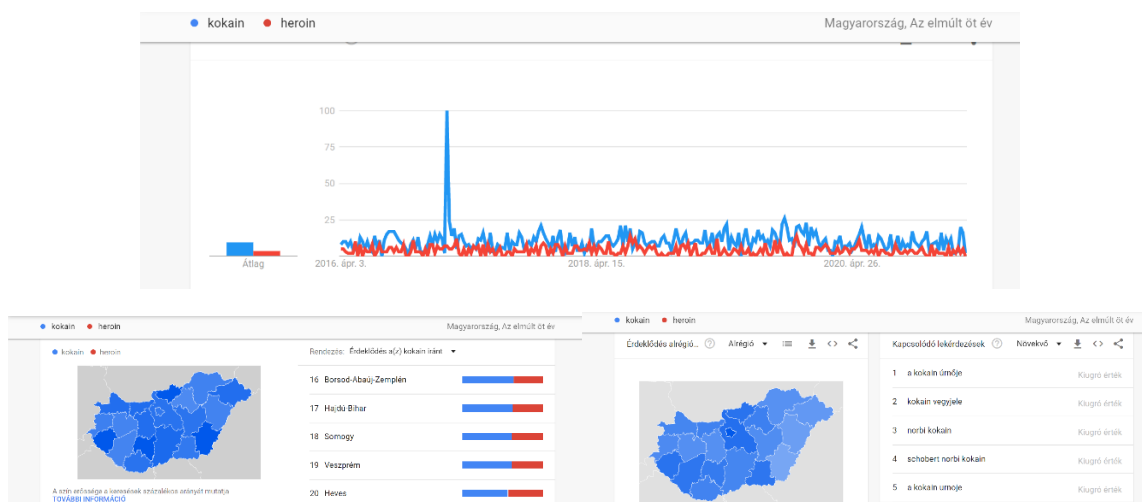 kokain heroin Magyarország, Az elmúlt öt év
100
75
50
25
Átlag
2016. ápr. 3. 2018. ápr. 15. 2020. ápr. 26.
kokain heroin Magyarország, Az elmúlt öt év
kokain heroin
Rendezés: Érdeklődés a(z) kokain iránt
16 Borsod-Abaúj-Zemplén
17 Hajdú-Bihar
18 Somogy
19 Veszprém
20 Heves
A szín erőssége a keresések százalékos arányát mutatja
TOVÁBBI INFORMÁCIÓ
kokain heroin Magyarország, Az elmúlt öt év
Érdeklődés alrégió... Alrégió
Kapcsolódó lekérdezések Növekvő
1 a kokain úrnője Kiugró érték
2 kokain vegyjele Kiugró érték
3 norbi kokain Kiugró érték
4 schobert norbi kokain Kiugró érték
5 a kokain urnoje Kiugró érték